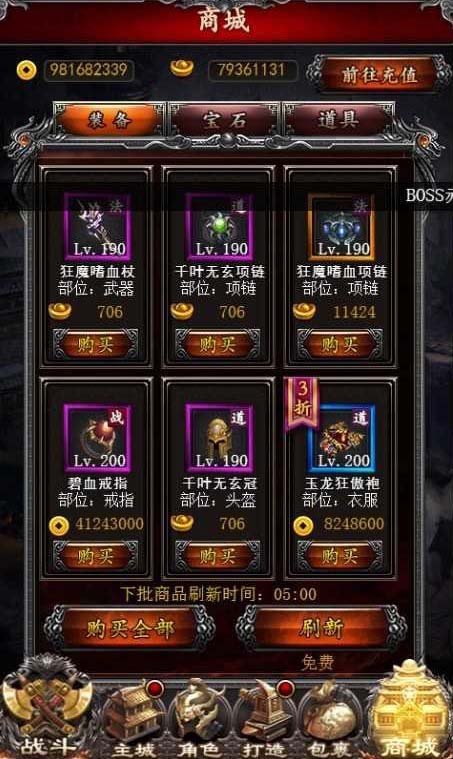 商城
981682339
79361131
前往充值
装备
宝石
道具
BOSS
法
Lv.190
狂魔嗜血杖
部位：武器
706
购买
道
Lv.190
千叶无玄项链
部位：项链
706
购买
法
Lv.190
狂魔嗜血项链
部位：项链
11424
购买
战
Lv.200
碧血戒指
部位：戒指
41243000
购买
道
Lv.190
千叶无玄冠
部位：头盔
706
购买
3折
道
Lv.200
玉龙狂傲袍
部位：衣服
8248600
购买
下批商品刷新时间：05:00
购买全部
刷新
免费
战斗
主城
角色
打造
包裹
商城